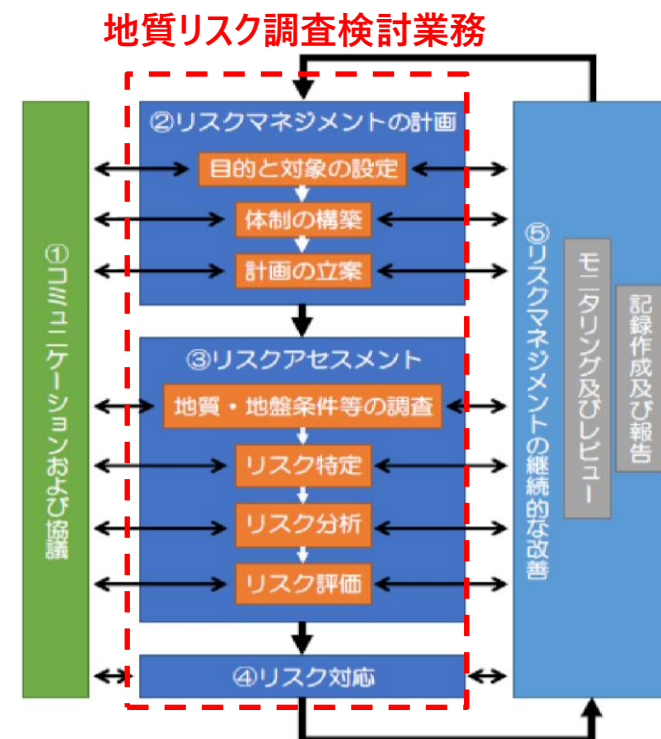 地質リスク調査検討業務
①コミュニケーションおよび協議
②リスクマネジメントの計画
目的と対象の設定
体制の構築
計画の立案
③リスクアセスメント
地質・地盤条件等の調査
リスク特定
リスク分析
リスク評価
④リスク対応
⑤リスクマネジメントの継続的な改善
モニタリング及びレビュー
記録作成及び報告